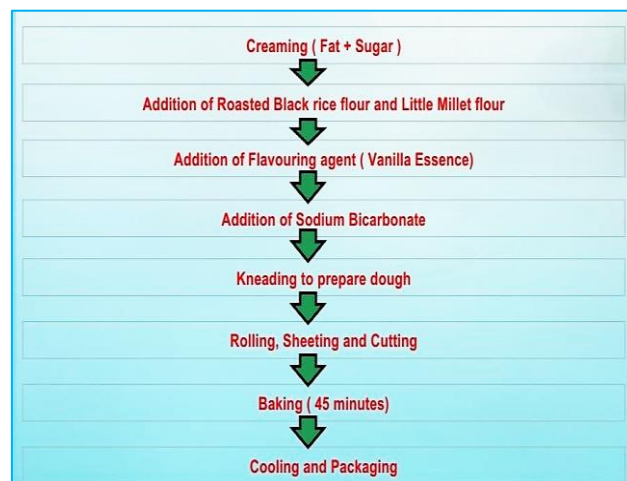 Creaming ( Fat + Sugar )
Addition of Roasted Black rice flour and Little Millet flour
Addition of Flavouring agent ( Vanilla Essence)
Addition of Sodium Bicarbonate
Kneading to prepare dough
Rolling, Sheeting and Cutting
Baking ( 45 minutes)
Cooling and Packaging